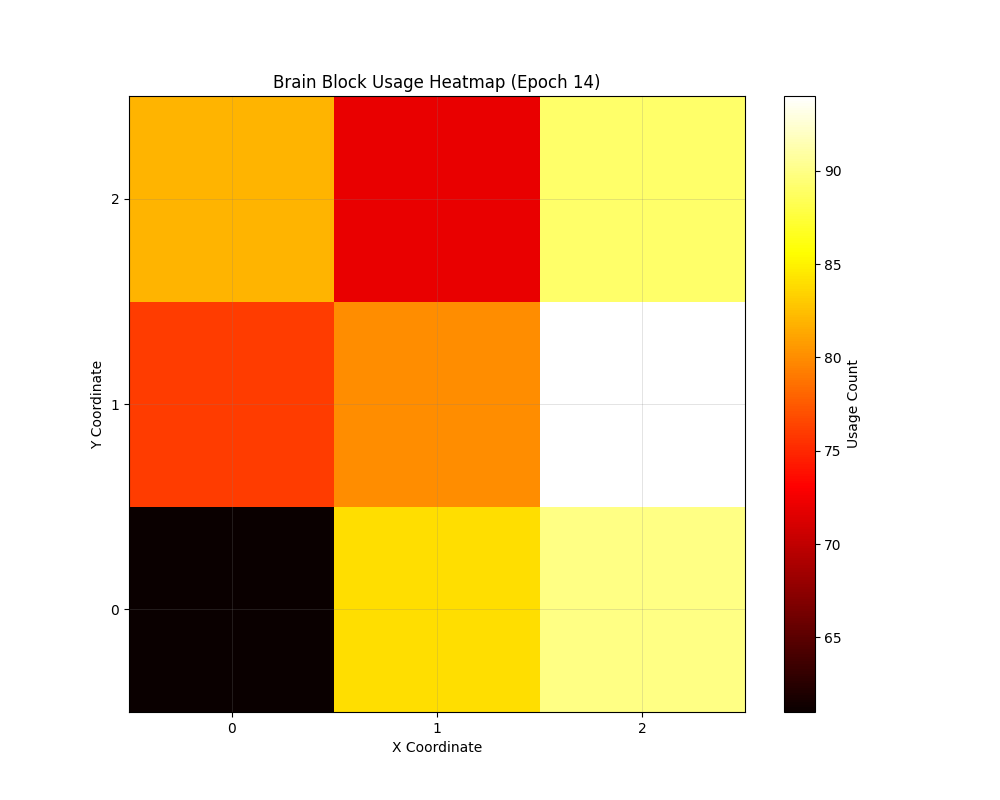 Brain Block Usage Heatmap (Epoch 14)
2
1
0
Y Coordinate
0 1 2
X Coordinate
90
85
80
75
70
65
Usage Count